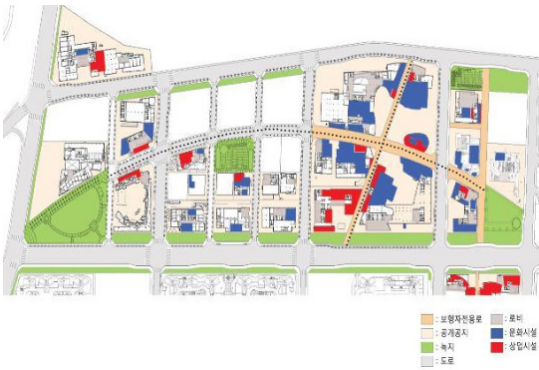 : 보행자전용로
: 로비
: 공개공지
: 문화시설
: 녹지
: 상업시설
: 도로